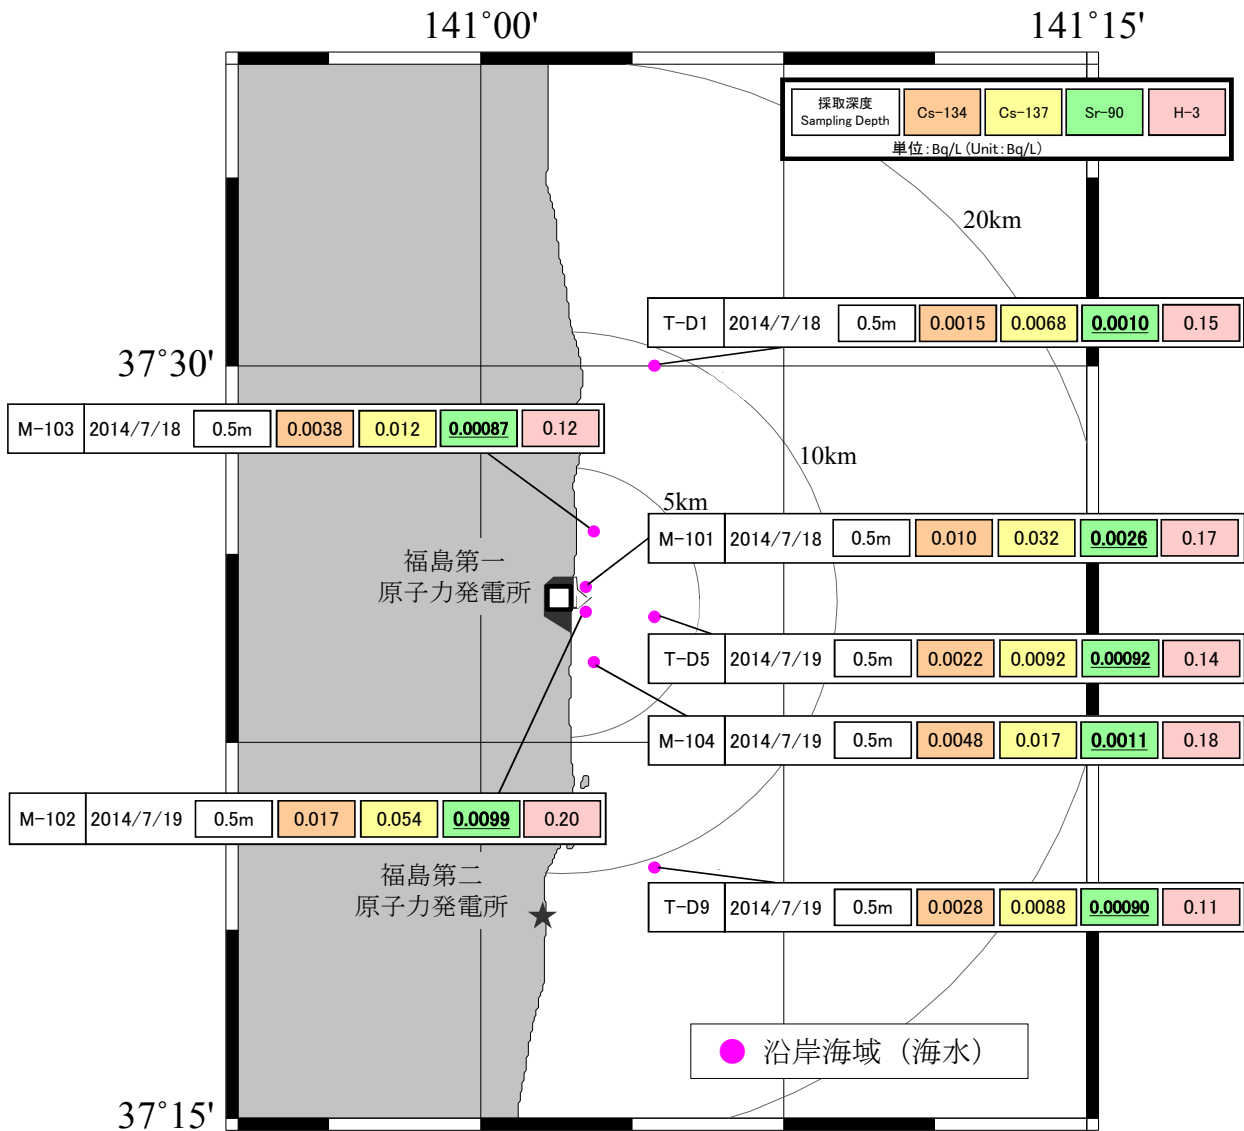 141°00' 141°15'
採取深度 Cs-134 Cs-137 Sr-90 H-3
Sampling Depth
単位：Bq/L (Unit：Bq/L)
20km
T-D1 2014/7/18 0.5m 0.0015 0.0068 0.0010 0.15
37°30'
M-103 2014/7/18 0.5m 0.0038 0.012 0.00087 0.12
10km
5km
M-101 2014/7/18 0.5m 0.010 0.032 0.0026 0.17
福島第一
原子力発電所
T-D5 2014/7/19 0.5m 0.0022 0.0092 0.00092 0.14
M-104 2014/7/19 0.5m 0.0048 0.017 0.0011 0.18
M-102 2014/7/19 0.5m 0.017 0.054 0.0099 0.20
福島第二
原子力発電所
T-D9 2014/7/19 0.5m 0.0028 0.0088 0.00090 0.11
沿岸海域（海水）
37°15'